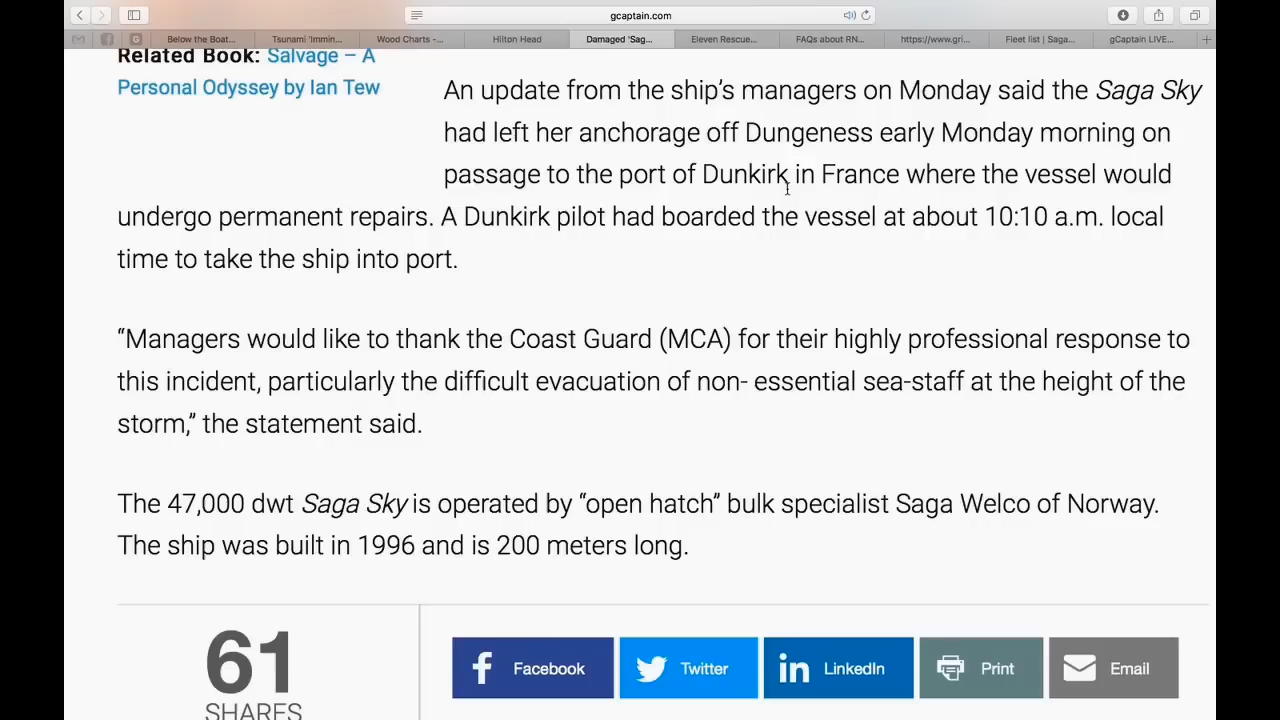 gcaptain.com
Below the Boat...
Tsunami 'Immin...
Wood Charts -...
Hilton Head
Damaged 'Sag...
Eleven Rescue...
FAQs about RN...
https://www.gri...
Fleet list | Saga...
gCaptain LIVE...
Related Book: Salvage – A
Personal Odyssey by Ian Tew
An update from the ship's managers on Monday said the Saga Sky
had left her anchorage off Dungeness early Monday morning on
passage to the port of Dunkirk in France where the vessel would
undergo permanent repairs. A Dunkirk pilot had boarded the vessel at about 10:10 a.m. local
time to take the ship into port.
“Managers would like to thank the Coast Guard (MCA) for their highly professional response to
this incident, particularly the difficult evacuation of non- essential sea-staff at the height of the
storm,” the statement said.
The 47,000 dwt Saga Sky is operated by “open hatch” bulk specialist Saga Welco of Norway.
The ship was built in 1996 and is 200 meters long.
61
SHARES
Facebook
Twitter
LinkedIn
Print
Email